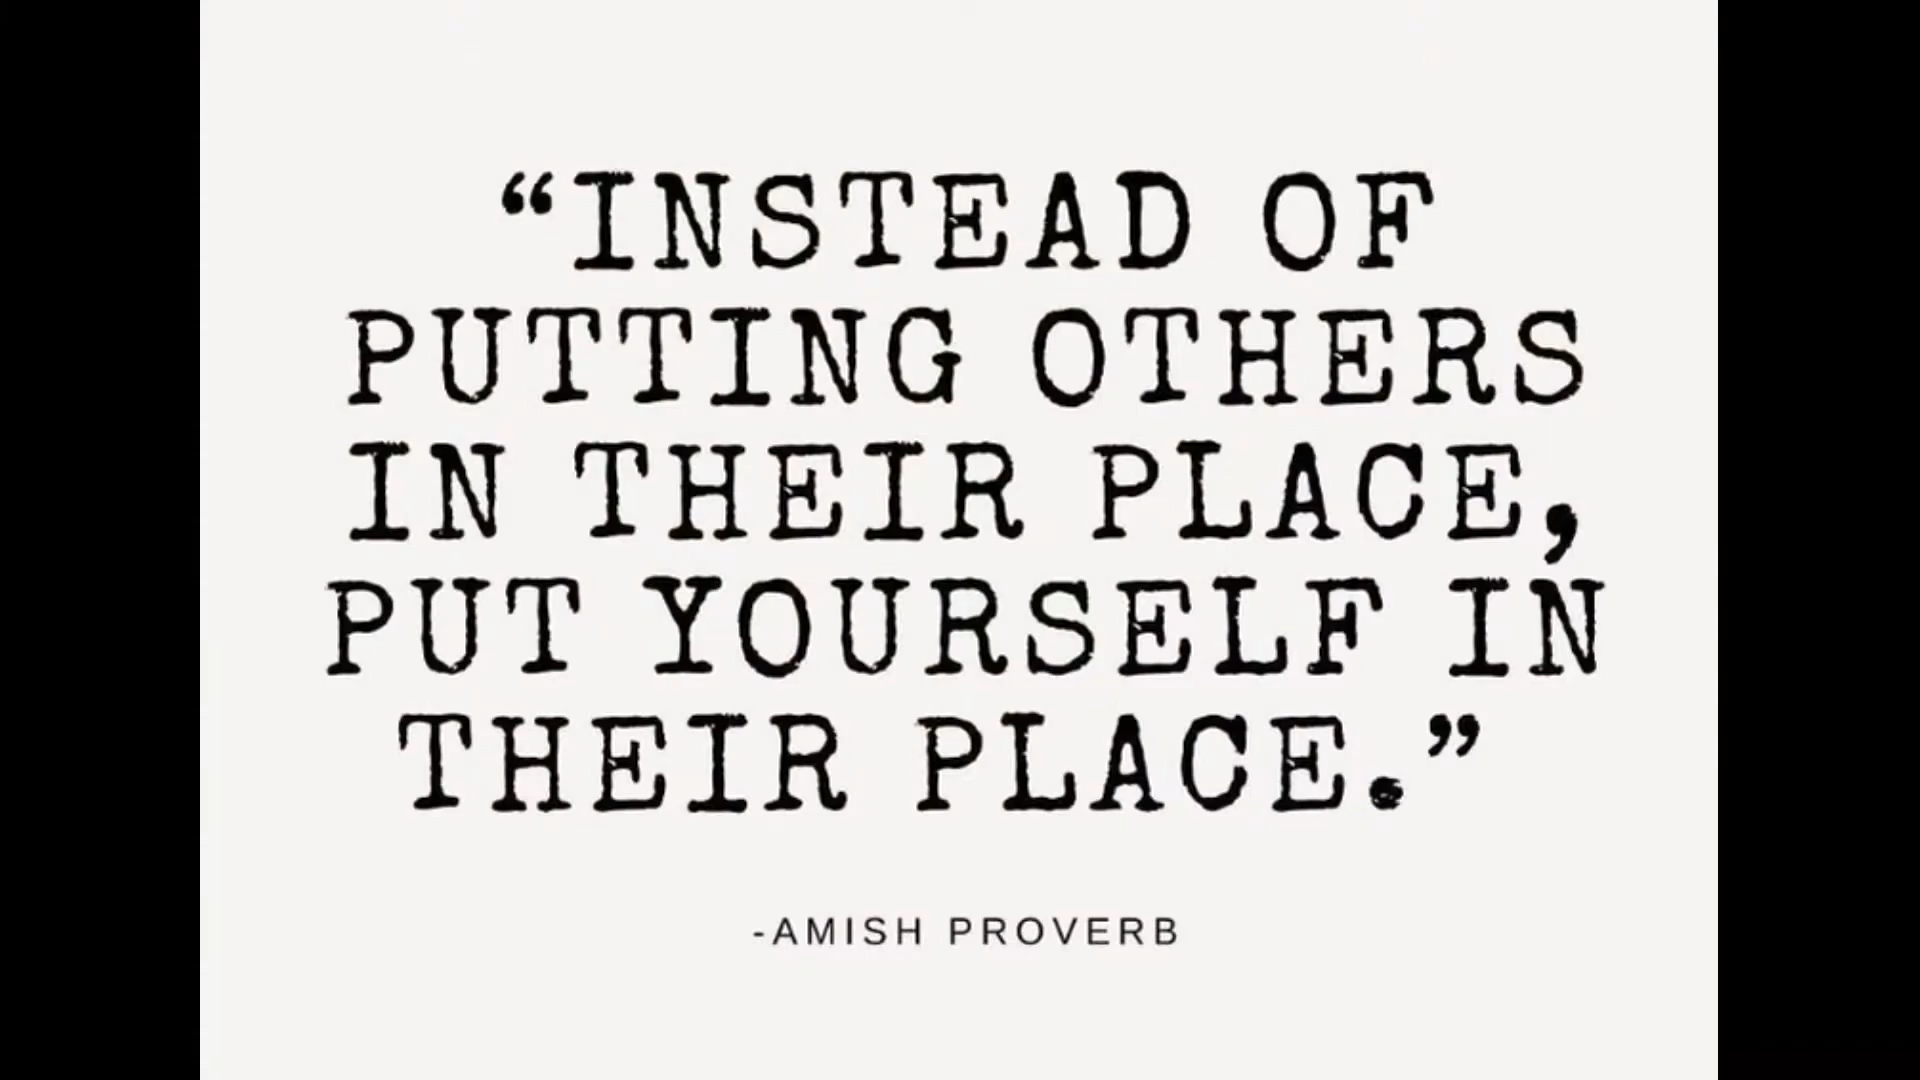 “INSTEAD OF
PUTTING OTHERS
IN THEIR PLACE,
PUT YOURSELF IN
THEIR PLACE.”
-AMISH PROVERB